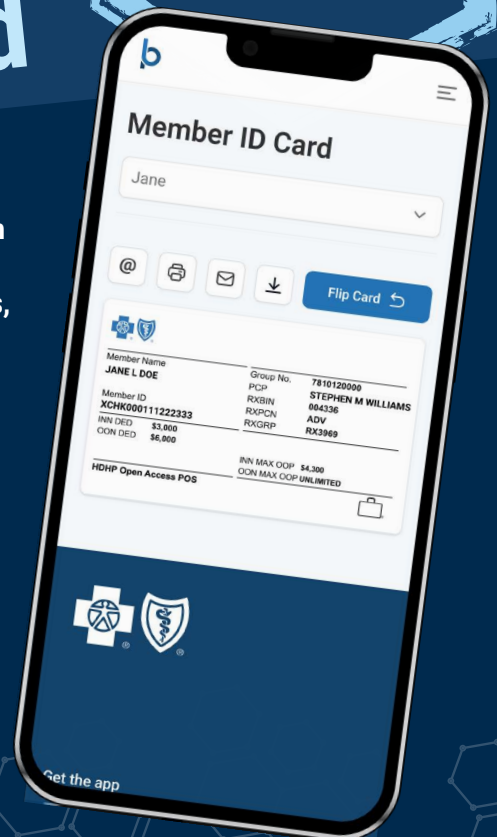 d
b
Member ID Card
Jane
n
s,
@
Flip Card
Member Name
JANE L DOE
Member ID
XCHK000111222333
INN DED $3,000
OON DED $6,000
Group No. 7810120000
PCP STEPHEN M WILLIAMS
RXBIN 004336
RXPCN ADV
RXGRP RX3969
INN MAX OOP $4,300
OON MAX OOP UNLIMITED
HDHP Open Access POS
Get the app